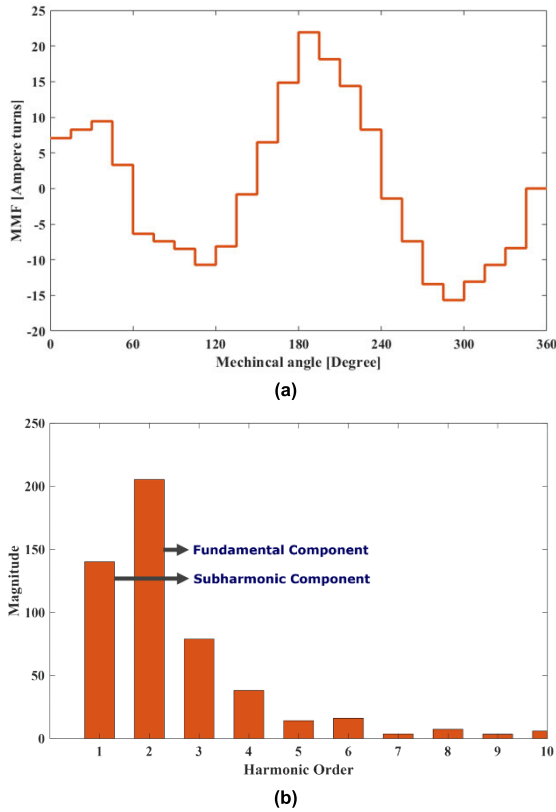 25
20
15
10
5
0
-5
-10
-15
-20
MMF [Ampere turns]
0 60 120 180 240 300 360
Mechincal angle [Degree]
(a)
250
200
150
100
50
0
Magnitude
Fundamental Component
Subharmonic Component
1 2 3 4 5 6 7 8 9 10
Harmonic Order
(b)